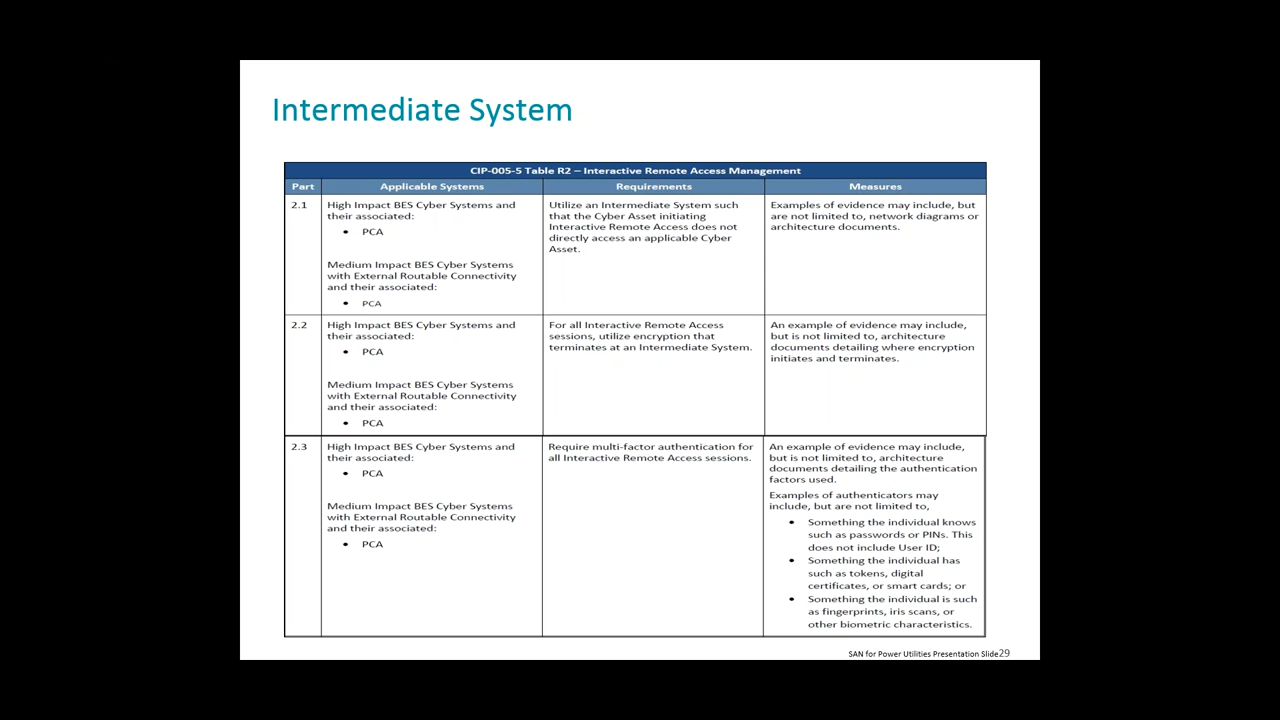 Intermediate System
CIP-005-5 Table R2 – Interactive Remote Access Management
Part
Applicable Systems
Requirements
Measures
2.1
High Impact BES Cyber Systems and
their associated:
• PCA
Medium Impact BES Cyber Systems
with External Routable Connectivity
and their associated:
• PCA
Utilize an Intermediate System such
that the Cyber Asset initiating
Interactive Remote Access does not
directly access an applicable Cyber
Asset.
Examples of evidence may include, but
are not limited to, network diagrams or
architecture documents.
2.2
High Impact BES Cyber Systems and
their associated:
• PCA
Medium Impact BES Cyber Systems
with External Routable Connectivity
and their associated:
• PCA
For all Interactive Remote Access
sessions, utilize encryption that
terminates at an Intermediate System.
An example of evidence may include,
but is not limited to, architecture
documents detailing where encryption
initiates and terminates.
2.3
High Impact BES Cyber Systems and
their associated:
• PCA
Medium Impact BES Cyber Systems
with External Routable Connectivity
and their associated:
• PCA
Require multi-factor authentication for
all Interactive Remote Access sessions.
An example of evidence may include,
but is not limited to, architecture
documents detailing the authentication
factors used.
Examples of authenticators may
include, but are not limited to,
• Something the individual knows
such as passwords or PINs. This
does not include User ID;
• Something the individual has
such as tokens, digital
certificates, or smart cards; or
• Something the individual is such
as fingerprints, iris scans, or
other biometric characteristics.
SAN for Power Utilities Presentation Slide29